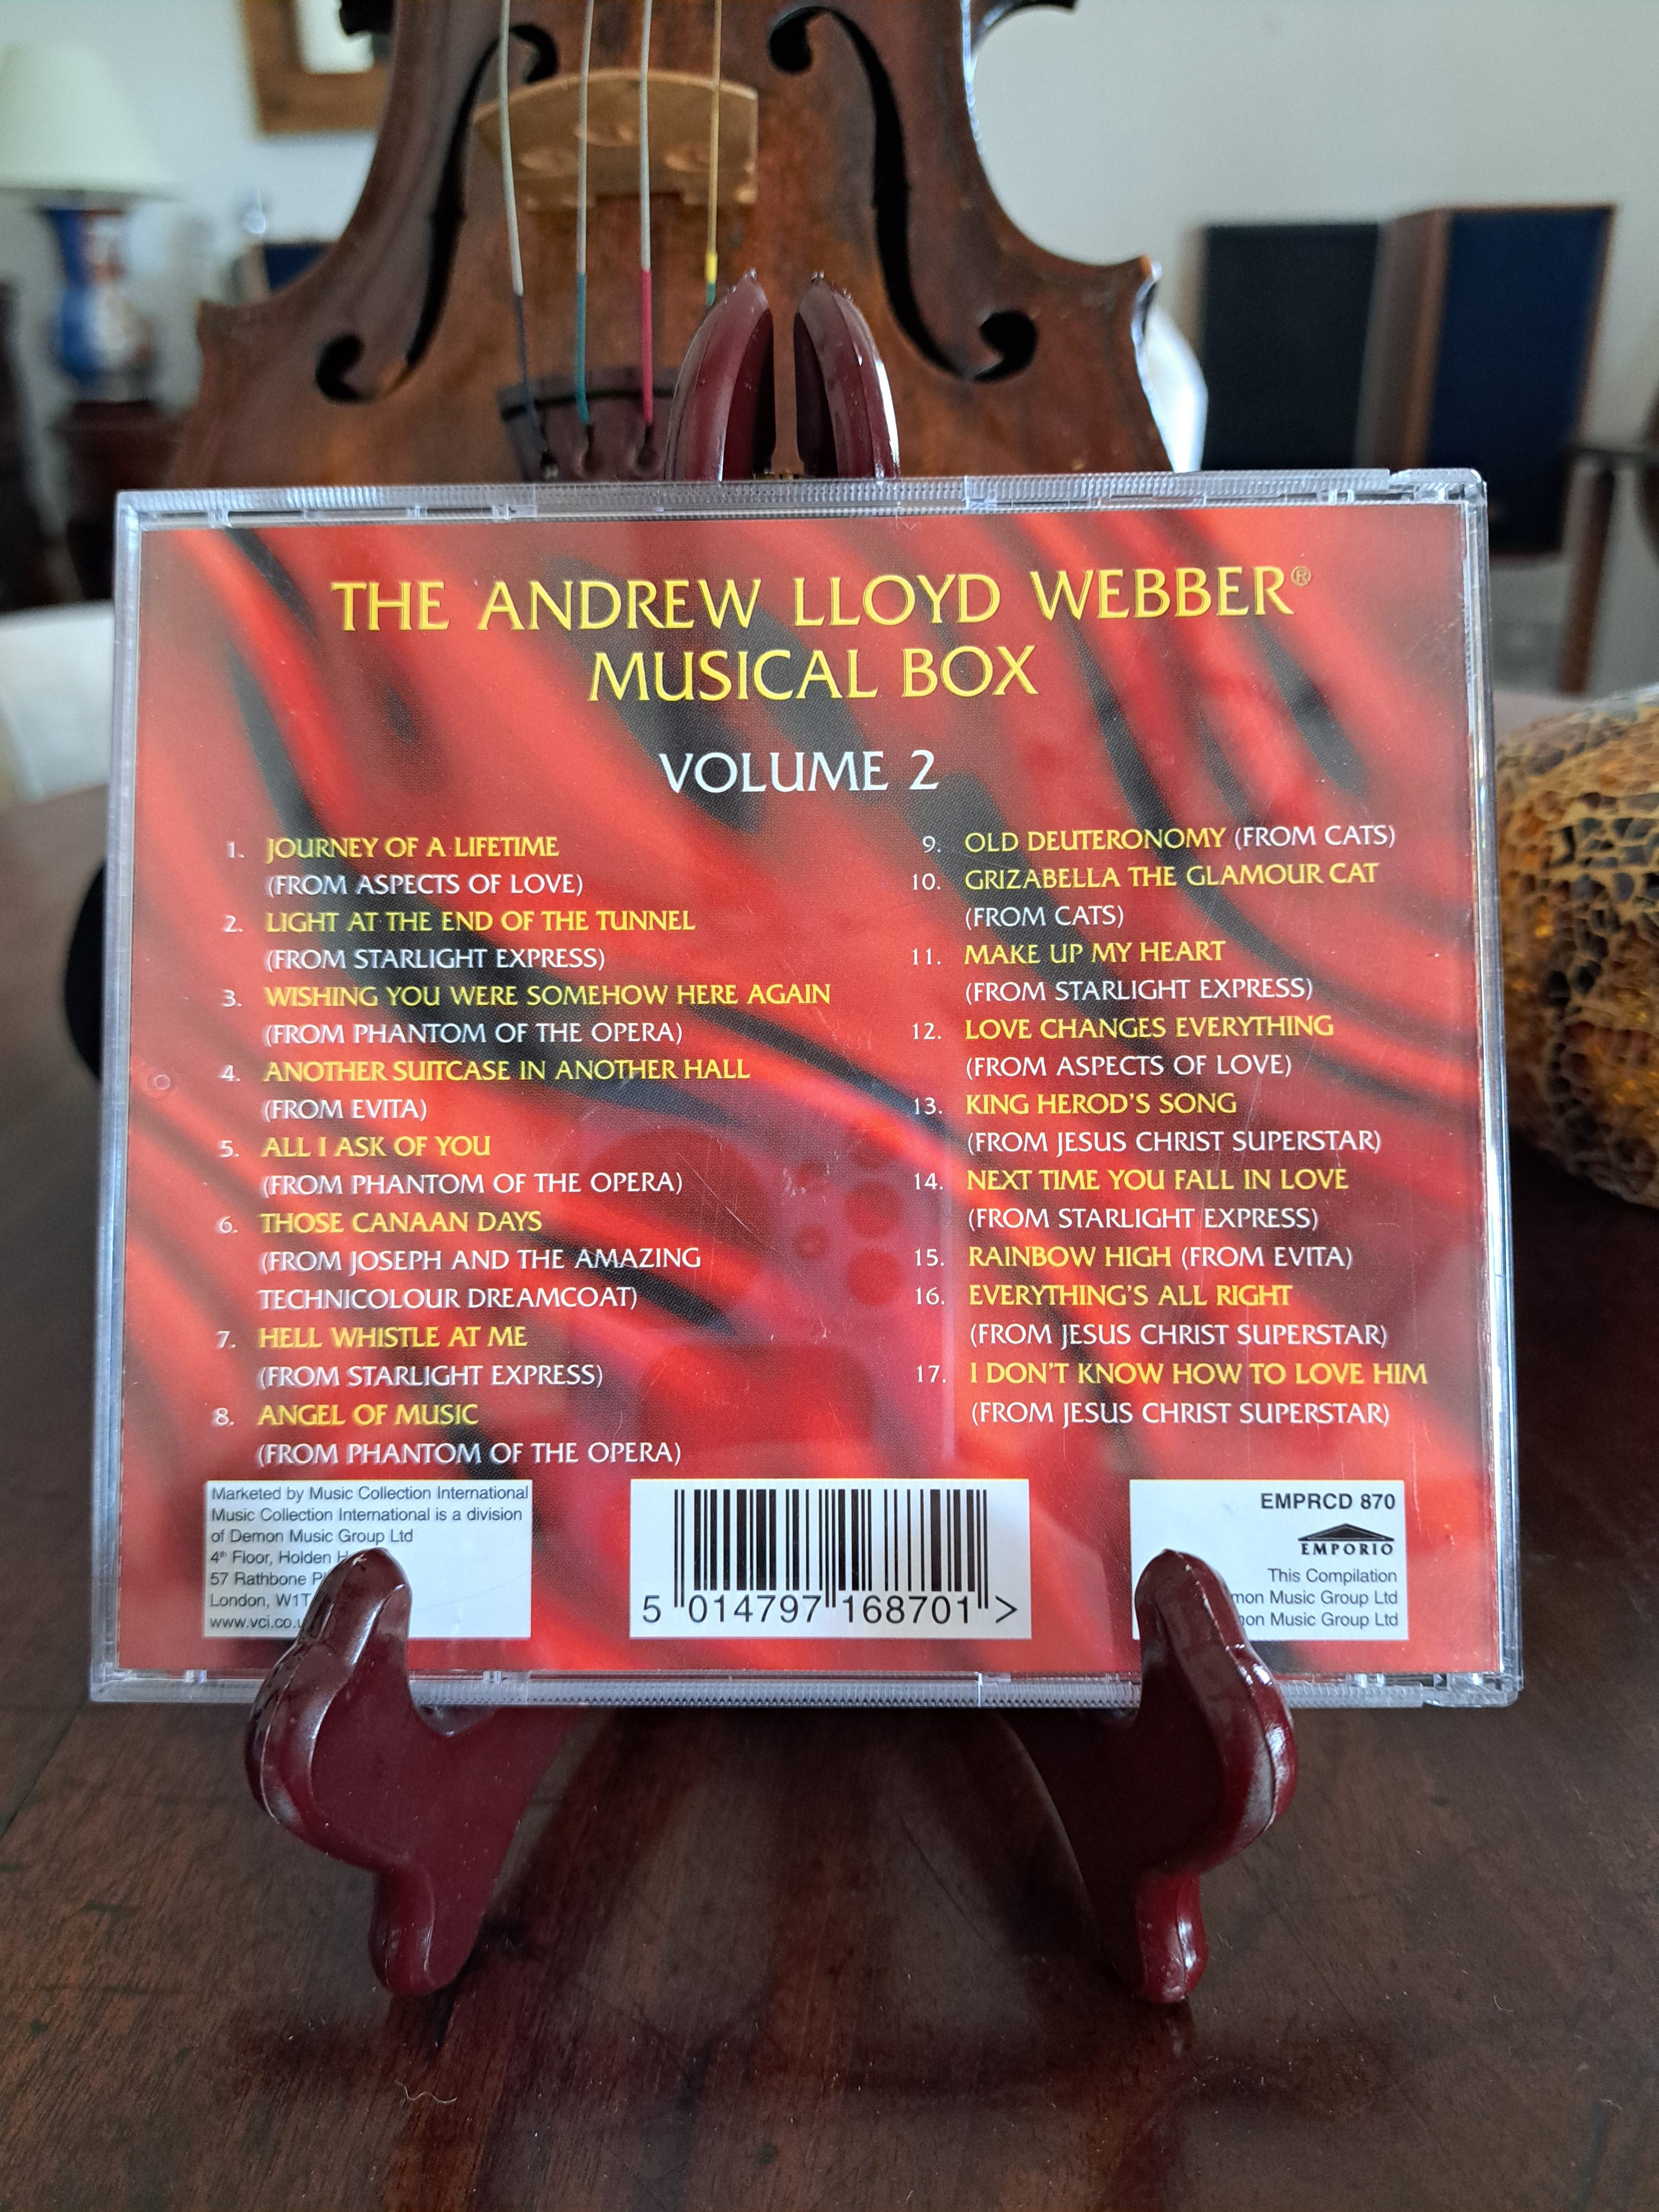 THE ANDREW LLOYD WEBBER®
MUSICAL BOX
VOLUME 2
1. JOURNEY OF A LIFETIME
(FROM ASPECTS OF LOVE)
2. LIGHT AT THE END OF THE TUNNEL
(FROM STARLIGHT EXPRESS)
3. WISHING YOU WERE SOMEHOW HERE AGAIN
(FROM PHANTOM OF THE OPERA)
4. ANOTHER SUITCASE IN ANOTHER HALL
(FROM EVITA)
5. ALL I ASK OF YOU
(FROM PHANTOM OF THE OPERA)
6. THOSE CANAAN DAYS
(FROM JOSEPH AND THE AMAZING
TECHNICOLOUR DREAMCOAT)
7. HELL WHISTLE AT ME
(FROM STARLIGHT EXPRESS)
8. ANGEL OF MUSIC
(FROM PHANTOM OF THE OPERA)
9. OLD DEUTERONOMY (FROM CATS)
10. GRIZABELLA THE GLAMOUR CAT
(FROM CATS)
11. MAKE UP MY HEART
(FROM STARLIGHT EXPRESS)
12. LOVE CHANGES EVERYTHING
(FROM ASPECTS OF LOVE)
13. KING HEROD'S SONG
(FROM JESUS CHRIST SUPERSTAR)
14. NEXT TIME YOU FALL IN LOVE
(FROM STARLIGHT EXPRESS)
15. RAINBOW HIGH (FROM EVITA)
16. EVERYTHING'S ALL RIGHT
(FROM JESUS CHRIST SUPERSTAR)
17. I DON'T KNOW HOW TO LOVE HIM
(FROM JESUS CHRIST SUPERSTAR)
Marketed by Music Collection International
Music Collection International is a division
of Demon Music Group Ltd
4th Floor, Holden
57 Rathbone
London, W1T
www.vci.co.
5 014797 168701 >
EMPRCD 870
EMPORIO
This Compilation
Music Group Ltd
Music Group Ltd